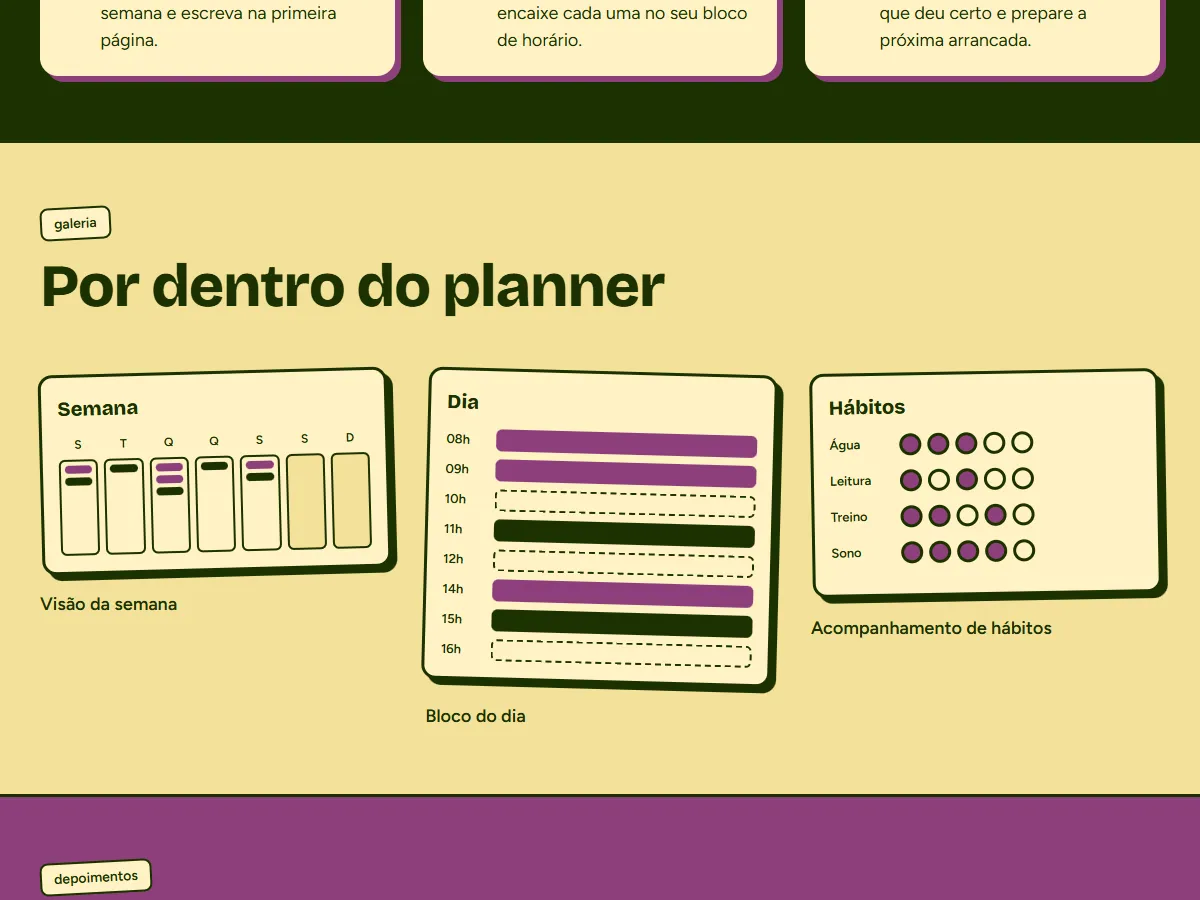 semana e escreva na primeira
página.
encaixe cada uma no seu bloco
de horário.
que deu certo e prepare a
próxima arrancada.
galeria
Por dentro do planner
Semana
S T Q Q S S D
Visão da semana
Dia
08h
09h
10h
11h
12h
14h
15h
16h
Bloco do dia
Hábitos
Água
Leitura
Treino
Sono
Acompanhamento de hábitos
depoimentos